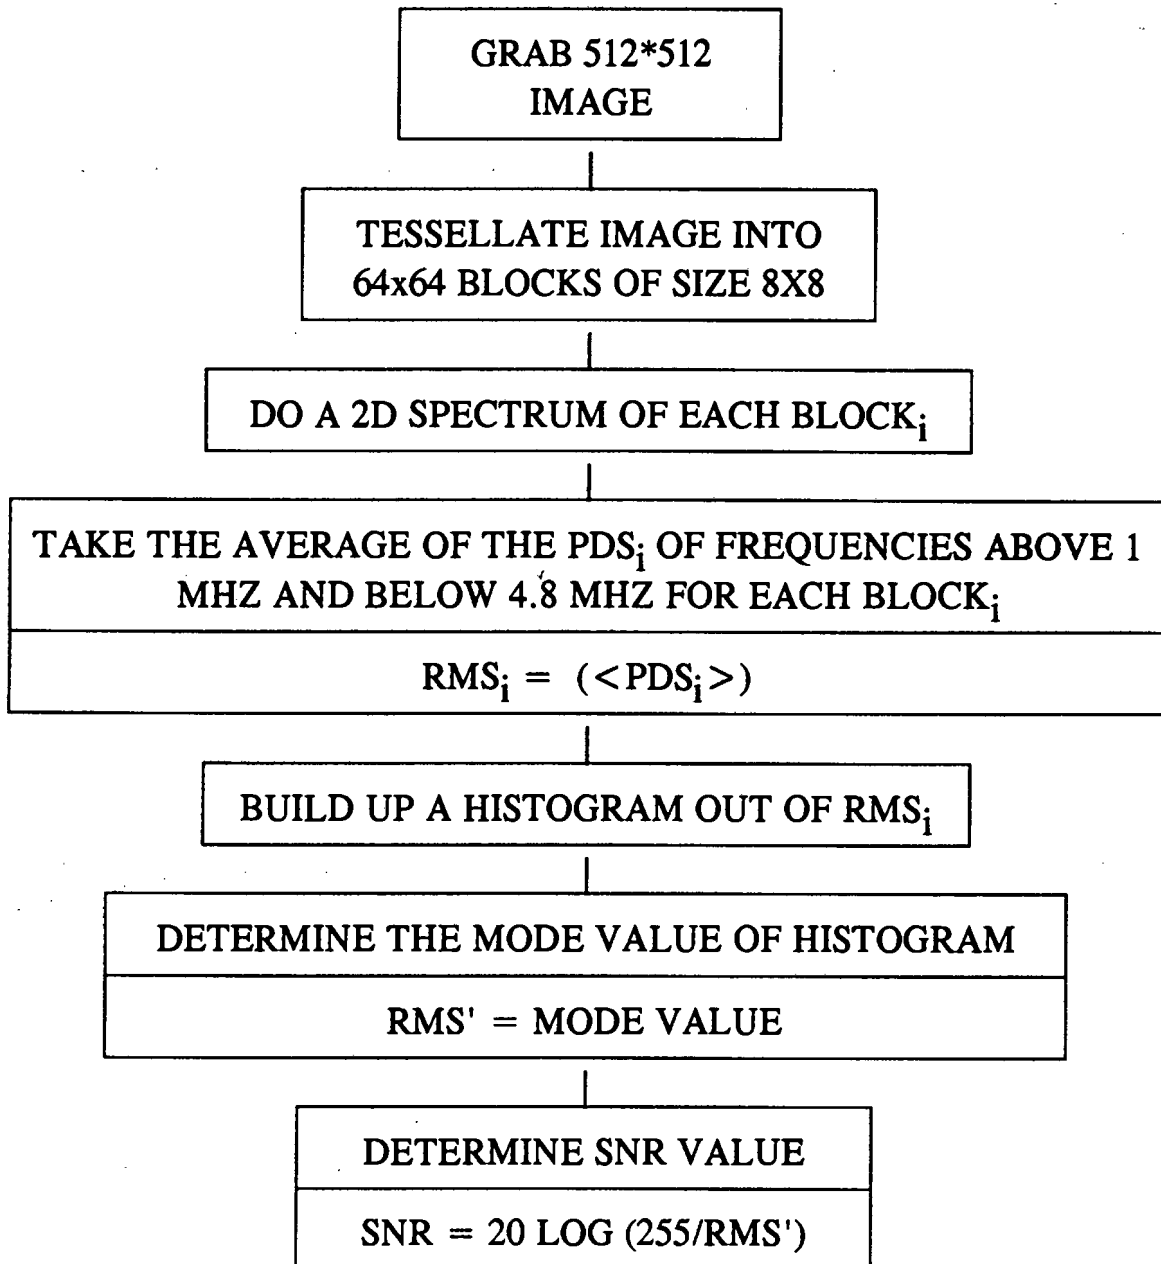 GRAB 512*512
IMAGE
TESSELLATE IMAGE INTO
64x64 BLOCKS OF SIZE 8X8
DO A 2D SPECTRUM OF EACH BLOCKi
TAKE THE AVERAGE OF THE PDSi OF FREQUENCIES ABOVE 1
MHZ AND BELOW 4.8 MHZ FOR EACH BLOCKi
RMSi = (<PDSi>)
BUILD UP A HISTOGRAM OUT OF RMSi
DETERMINE THE MODE VALUE OF HISTOGRAM
RMS' = MODE VALUE
DETERMINE SNR VALUE
SNR = 20 LOG (255/RMS')